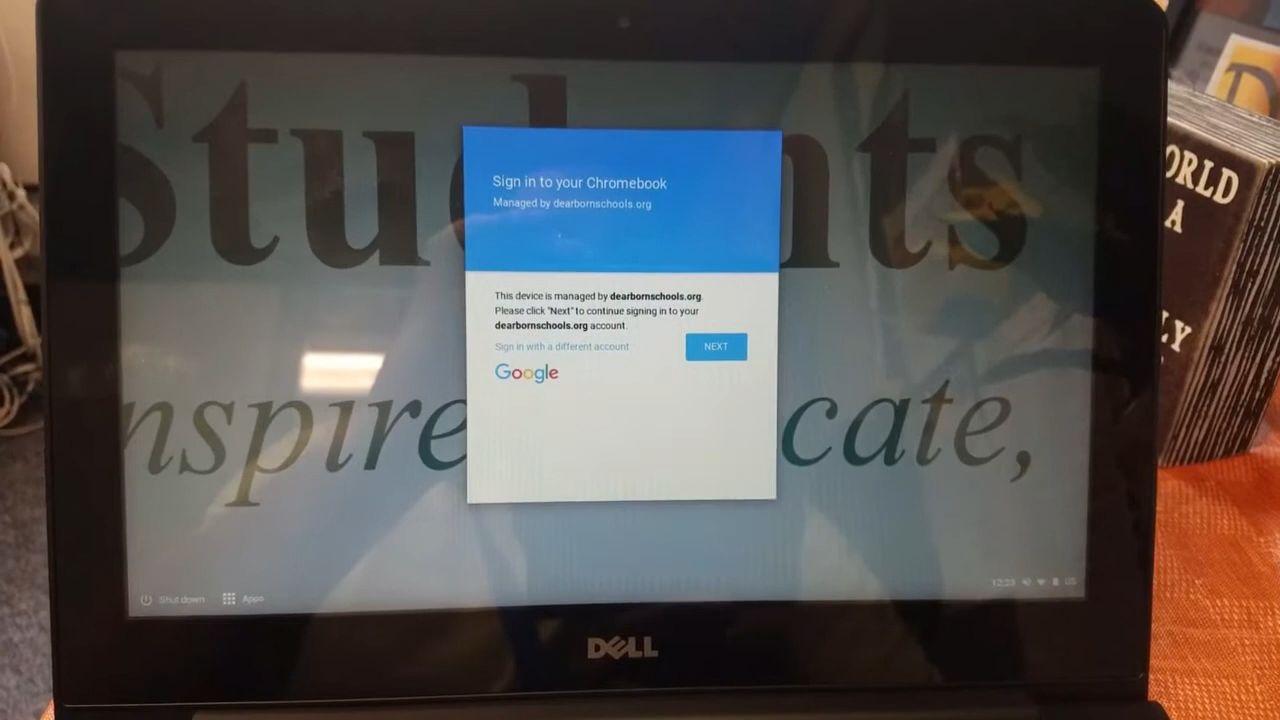 Students
Sign in to your Chromebook
Managed by dearbornschools.org
This device is managed by dearbornschools.org.
Please click "Next" to continue signing in to your
dearbornschools.org account.
Sign in with a different account
NEXT
Google
nspire cate,
Shut down
Apps
12:23
US
DELL
ORLD
A
LY
D